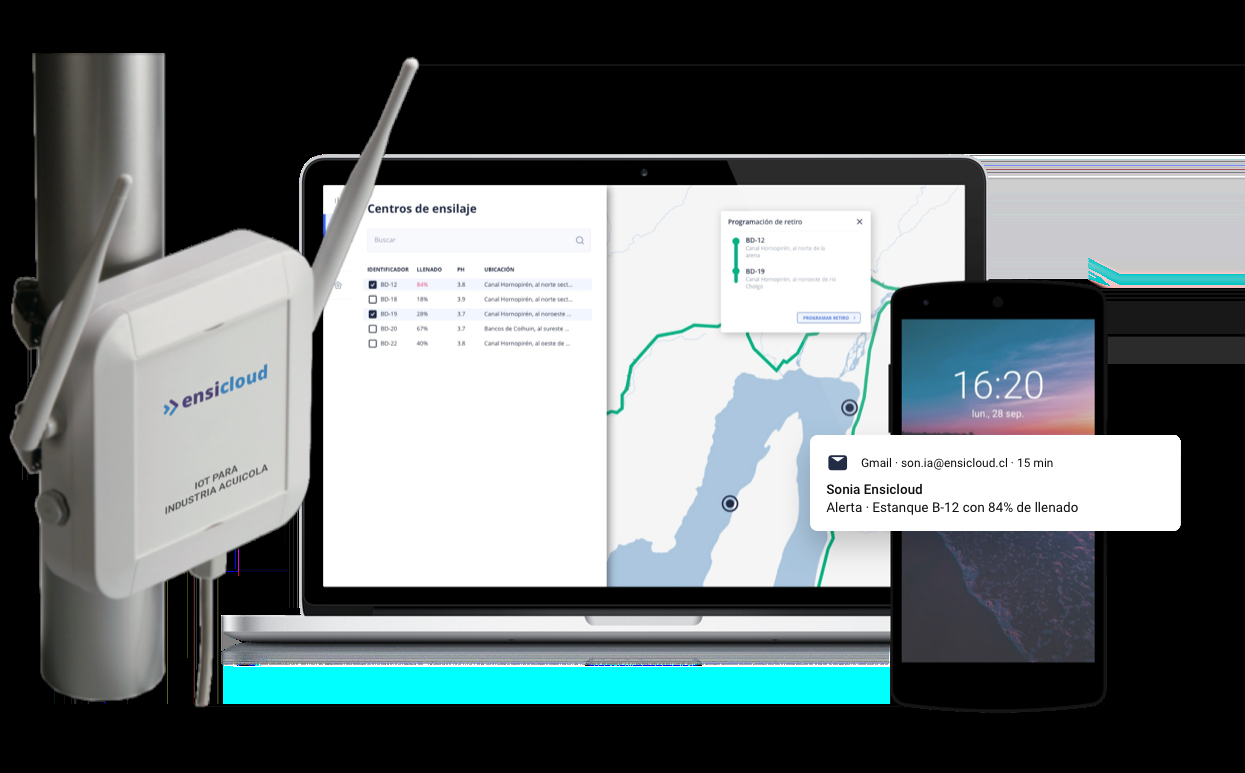 ensicloud
IOT PARA
INDUSTRIA ACUICOLA
Centros de ensilaje
Buscar
IDENTIFICADOR LLENADO PH UBICACIÓN
BD-12 84% 3.8 Canal Hornopirén, al norte sect...
BD-18 18% 3.9 Canal Hornopirén, al norte sect...
BD-19 28% 3.7 Canal Hornopirén, al noroeste ...
BD-20 67% 3.7 Bancos de Coihuin, al sureste ...
BD-22 40% 3.8 Canal Hornopirén, al oeste de ...
Programación de retiro
BD-12
Canal Hornopirén, al norte de la
arena
BD-19
Canal Hornopirén, al noroeste de rio
Cholgo
PROGRAMAR RETIRO
16:20
lun., 28 sep.
Gmail · son.ia@ensicloud.cl · 15 min
Sonia Ensicloud
Alerta · Estanque B-12 con 84% de llenado